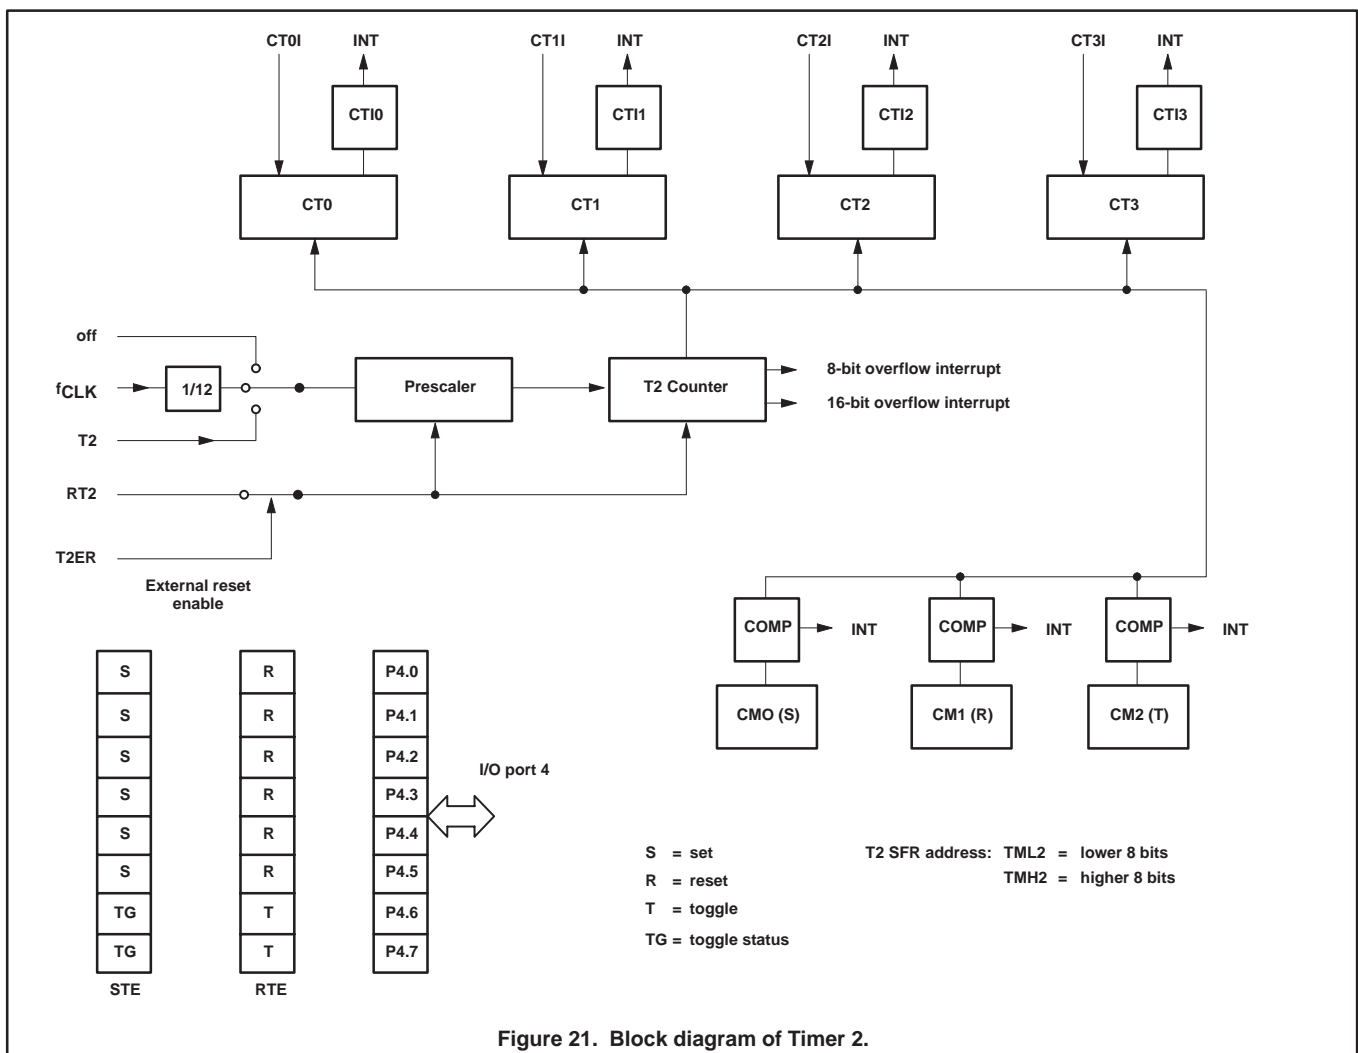 CT0I INT CT1I INT CT2I INT CT3I INT
CTI0 CTI1 CTI2 CTI3
CT0 CT1 CT2 CT3
off
fCLK 1/12 Prescaler T2 Counter 8-bit overflow interrupt
16-bit overflow interrupt
T2
RT2
T2ER
External reset
enable
COMP INT COMP INT COMP INT
CMO (S) CM1 (R) CM2 (T)
S R P4.0
S R P4.1
S R P4.2
I/O port 4
S R P4.3
S R P4.4
S R P4.5
TG T P4.6
TG T P4.7
STE RTE
S = set
R = reset
T = toggle
TG = toggle status
T2 SFR address: TML2 = lower 8 bits
TMH2 = higher 8 bits
Figure 21. Block diagram of Timer 2.